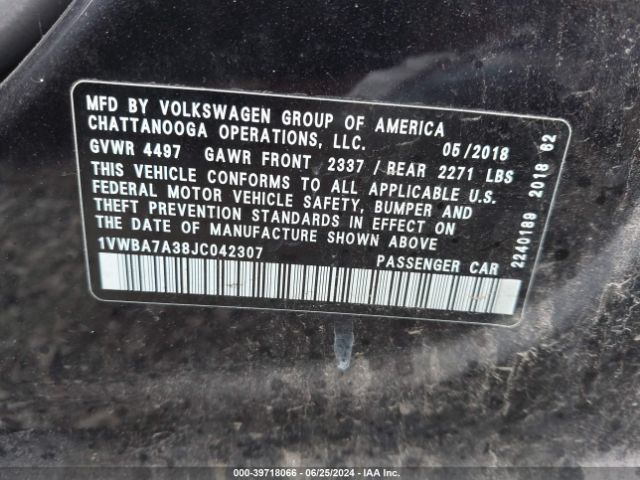 MFD BY VOLKSWAGEN GROUP OF AMERICA
CHATTANOOGA OPERATIONS, LLC. 05/2018
GVWR 4497 GAWR FRONT 2337 / REAR 2271 LBS
THIS VEHICLE CONFORMS TO ALL APPLICABLE U.S.
FEDERAL MOTOR VEHICLE SAFETY, BUMPER AND
THEFT PREVENTION STANDARDS IN EFFECT ON
THE DATE OF MANUFACTURE SHOWN ABOVE
1VWBA7A38JC042307 PASSENGER CAR
2240189 2018 62
000-39718066 - 06/25/2024 - IAA Inc.